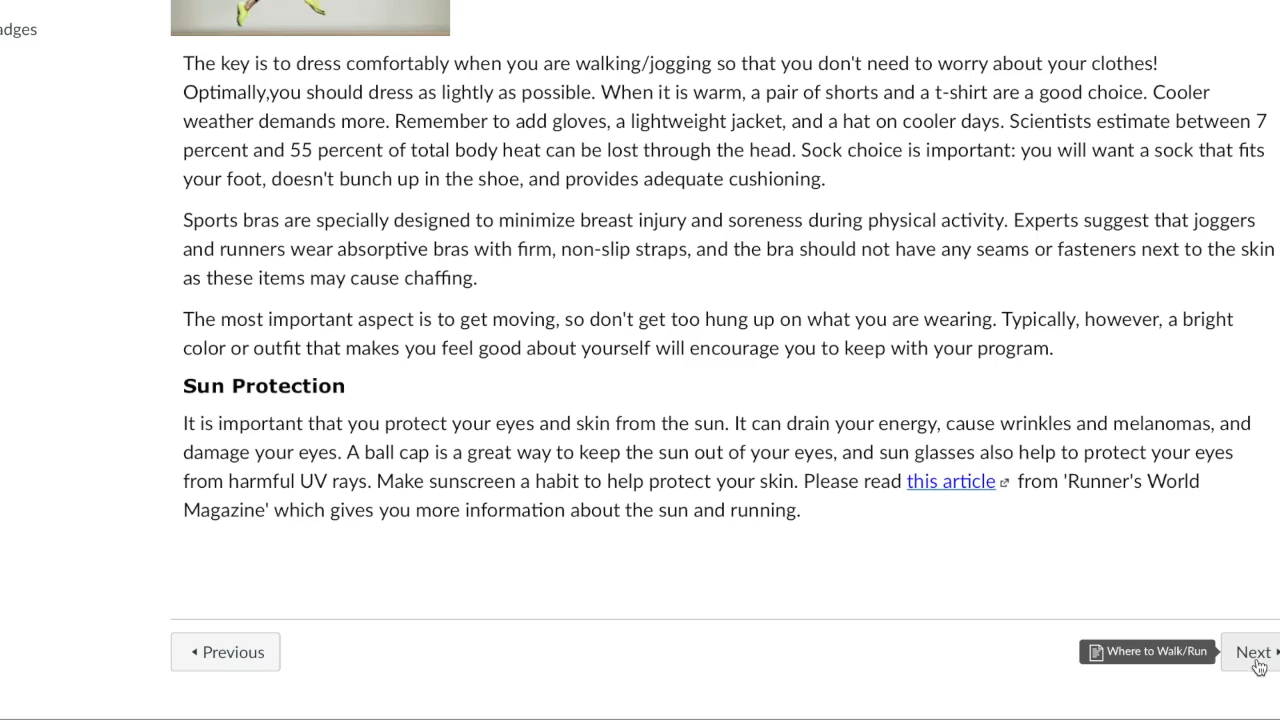 adges
The key is to dress comfortably when you are walking/jogging so that you don't need to worry about your clothes!
Optimally,you should dress as lightly as possible. When it is warm, a pair of shorts and a t-shirt are a good choice. Cooler
weather demands more. Remember to add gloves, a lightweight jacket, and a hat on cooler days. Scientists estimate between 7
percent and 55 percent of total body heat can be lost through the head. Sock choice is important: you will want a sock that fits
your foot, doesn't bunch up in the shoe, and provides adequate cushioning.
Sports bras are specially designed to minimize breast injury and soreness during physical activity. Experts suggest that joggers
and runners wear absorptive bras with firm, non-slip straps, and the bra should not have any seams or fasteners next to the skin
as these items may cause chaffing.
The most important aspect is to get moving, so don't get too hung up on what you are wearing. Typically, however, a bright
color or outfit that makes you feel good about yourself will encourage you to keep with your program.
Sun Protection
It is important that you protect your eyes and skin from the sun. It can drain your energy, cause wrinkles and melanomas, and
damage your eyes. A ball cap is a great way to keep the sun out of your eyes, and sun glasses also help to protect your eyes
from harmful UV rays. Make sunscreen a habit to help protect your skin. Please read this article from 'Runner's World
Magazine' which gives you more information about the sun and running.
Previous
Where to Walk/Run
Next